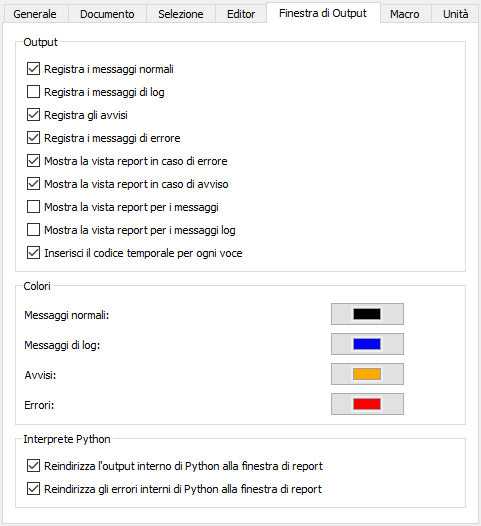 Generale Documento Selezione Editor Finestra di Output Macro Unità
Output
Registra i messaggi normali
Registra i messaggi di log
Registra gli avvisi
Registra i messaggi di errore
Mostra la vista report in caso di errore
Mostra la vista report in caso di avviso
Mostra la vista report per i messaggi
Mostra la vista report per i messaggi log
Inserisci il codice temporale per ogni voce
Colori
Messaggi normali:
Messaggi di log:
Avvisi:
Errori:
Interprete Python
Reindirizza l'output interno di Python alla finestra di report
Reindirizza gli errori interni di Python alla finestra di report